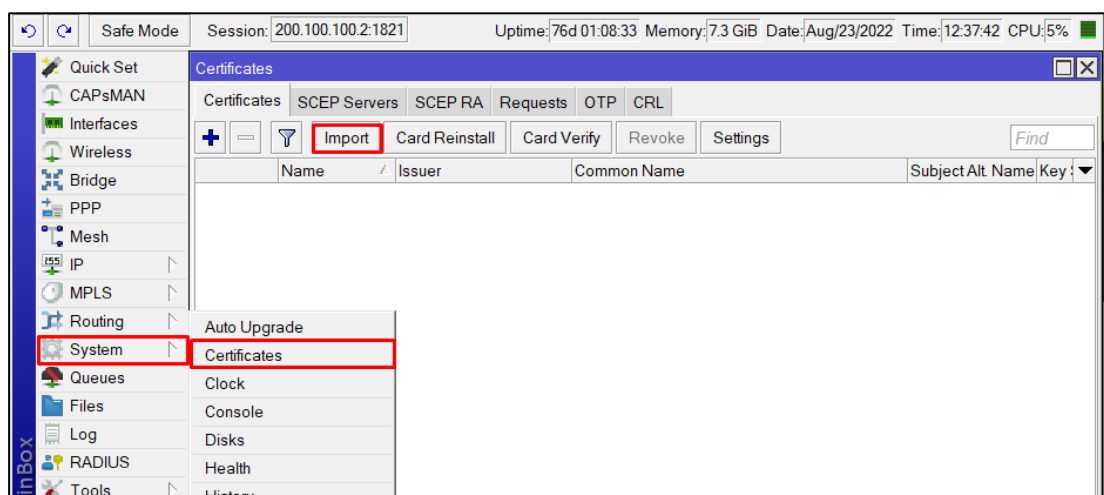 Safe Mode Session: 200.100.100.2:1821 Uptime: 76d 01:08:33 Memory: 7.3 GiB Date: Aug/23/2022 Time: 12:37:42 CPU: 5%
Quick Set
CAPsMAN
Interfaces
Wireless
Bridge
PPP
Mesh
IP
MPLS
Routing
System
Queues
Files
Log
RADIUS
Tools
inBox
Certificates
Certificates SCEP Servers SCEP RA Requests OTP CRL
Import Card Reinstall Card Verify Revoke Settings Find
Name Issuer Common Name Subject Alt. Name Key
Auto Upgrade
Certificates
Clock
Console
Disks
Health
History